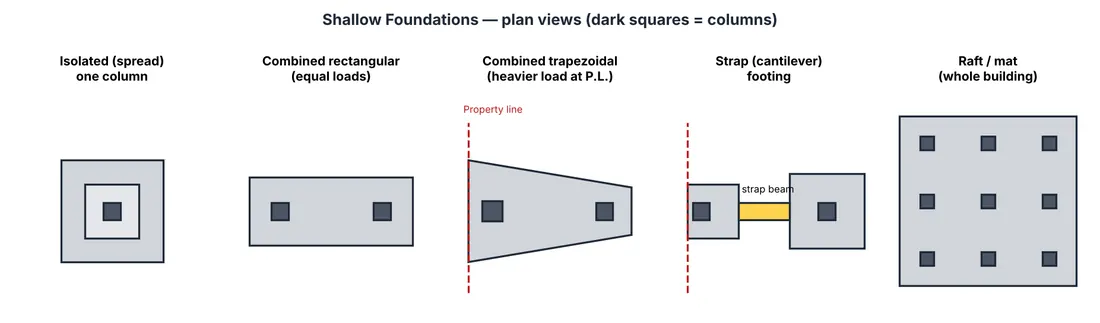 Shallow Foundations — plan views (dark squares = columns)
Isolated (spread)
one column
Combined rectangular
(equal loads)
Combined trapezoidal
(heavier load at P.L.)
Strap (cantilever)
footing
Raft / mat
(whole building)
Property line
strap beam